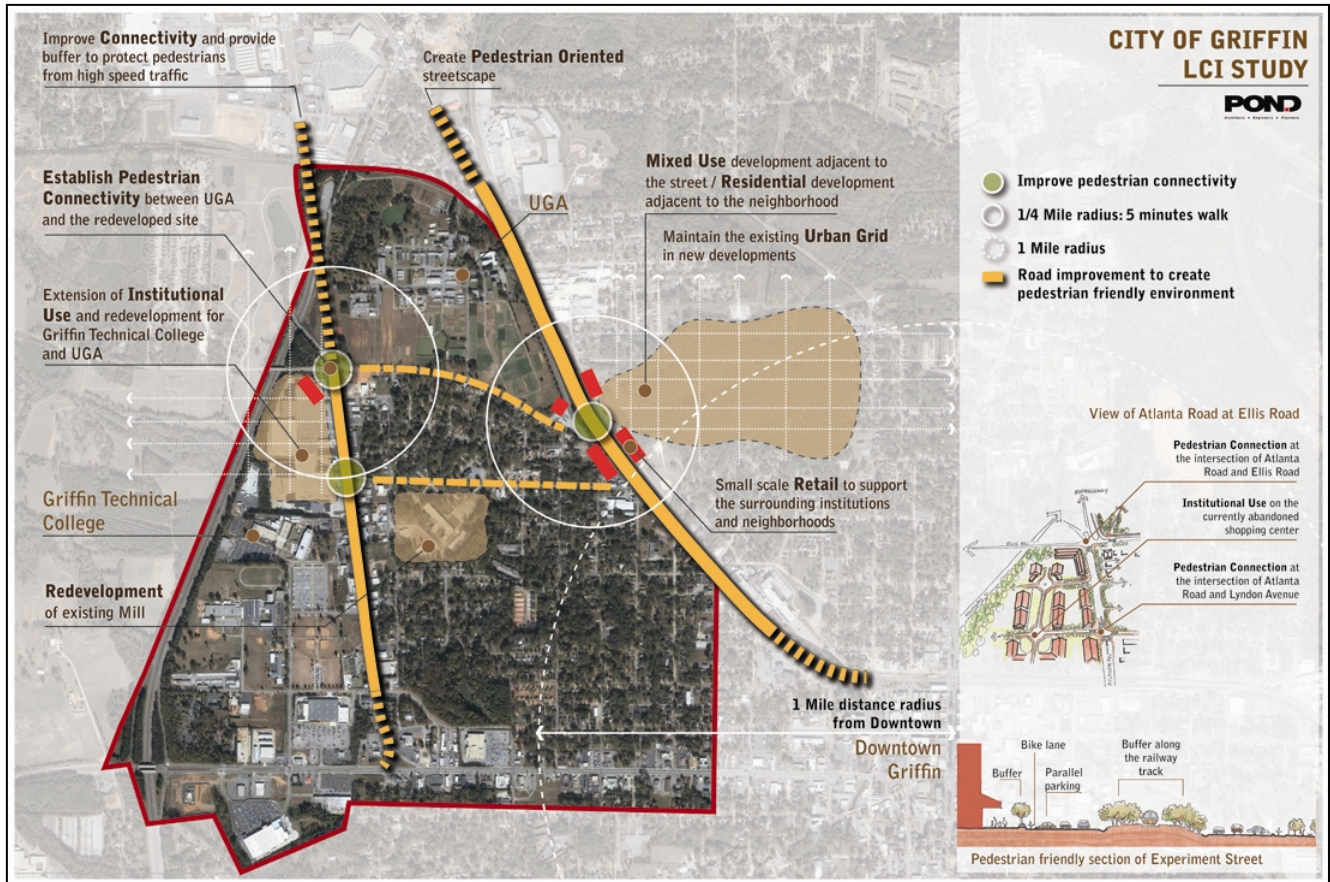 Improve Connectivity and provide
buffer to protect pedestrians
from high speed traffic
Create Pedestrian Oriented
streetscape
CITY OF GRIFFIN
LCI STUDY
POND
Architects • Engineers • Planners
Establish Pedestrian
Connectivity between UGA
and the redeveloped site
UGA
Mixed Use development adjacent to
the street / Residential development
adjacent to the neighborhood
Maintain the existing Urban Grid
in new developments
Improve pedestrian connectivity
1/4 Mile radius: 5 minutes walk
1 Mile radius
Road improvement to create
pedestrian friendly environment
Extension of Institutional
Use and redevelopment for
Griffin Technical College
and UGA
Griffin Technical
College
Redevelopment
of existing Mill
Small scale Retail to support
the surrounding institutions
and neighborhoods
1 Mile distance radius
from Downtown
Downtown
Griffin
View of Atlanta Road at Ellis Road
Pedestrian Connection at
the intersection of Atlanta
Road and Ellis Road
Institutional Use on the
currently abandoned
shopping center
Pedestrian Connection at
the intersection of Atlanta
Road and Lyndon Avenue
Buffer
Bike lane
Parallel
parking
Buffer along
the railway
track
Pedestrian friendly section of Experiment Street